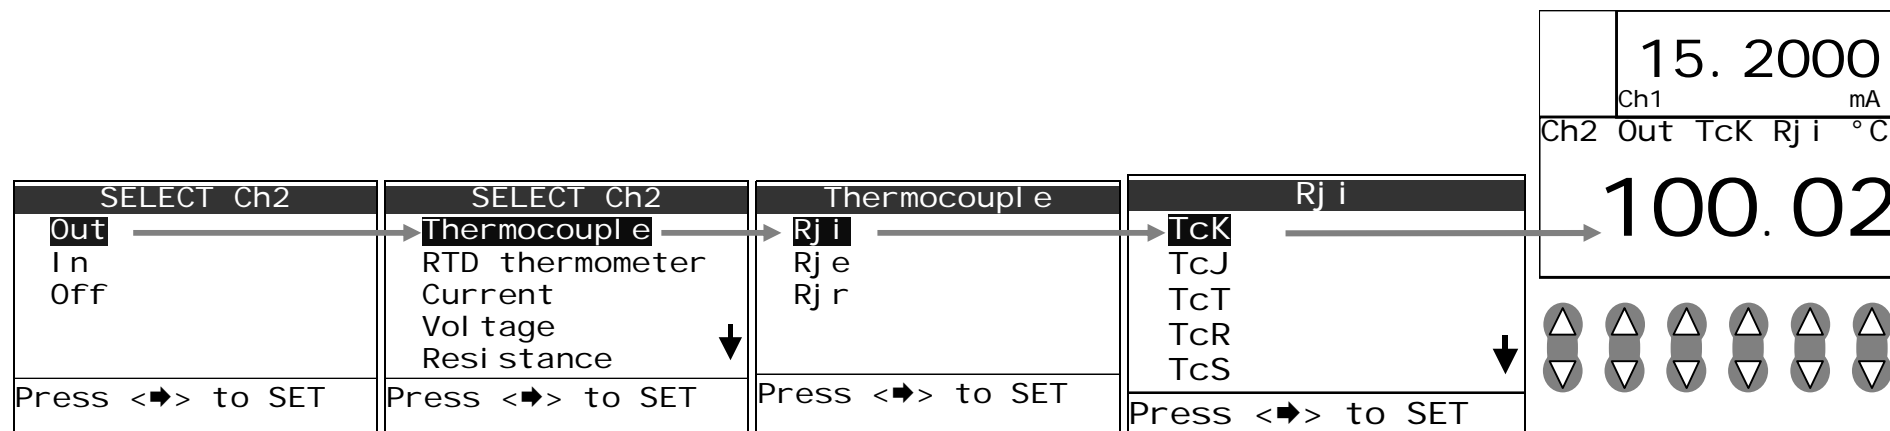 SELECT Ch2
Out
In
Off
Press <➡> to SET
SELECT Ch2
Thermocouple
RTD thermometer
Current
Voltage
Resistance
Press <➡> to SET
Thermocouple
Rji
Rje
Rjr
Press <➡> to SET
Rji
TcK
TcJ
TcT
TcR
TcS
Press <➡> to SET
15.2000
Ch1 mA
Ch2 Out TcK Rji °C
100.02